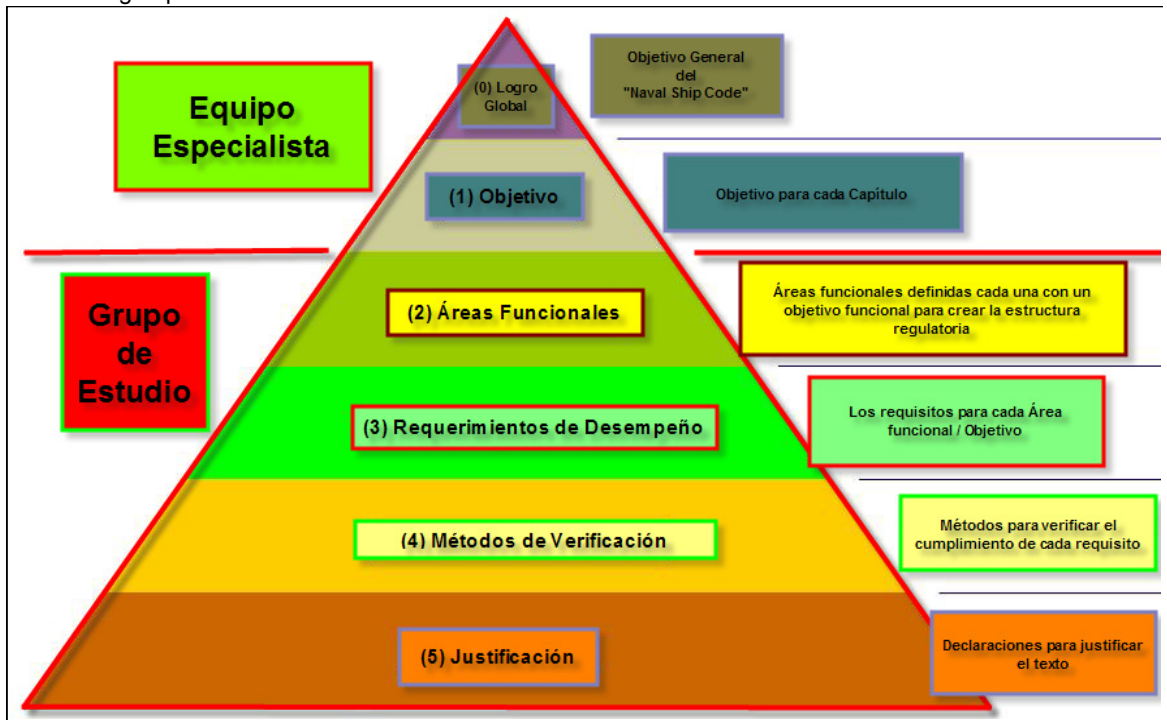 Objetivo General
del
"Naval Ship Code"
(0) Logro
Global
Equipo
Especialista
(1) Objetivo
Objetivo para cada Capítulo
Grupo
de
Estudio
(2) Áreas Funcionales
Áreas funcionales definidas cada una con un
objetivo funcional para crear la estructura
regulatoria
(3) Requerimientos de Desempeño
Los requisitos para cada Área
funcional / Objetivo
(4) Métodos de Verificación
Métodos para verificar el
cumplimiento de cada requisito
(5) Justificación
Declaraciones para justificar
el texto